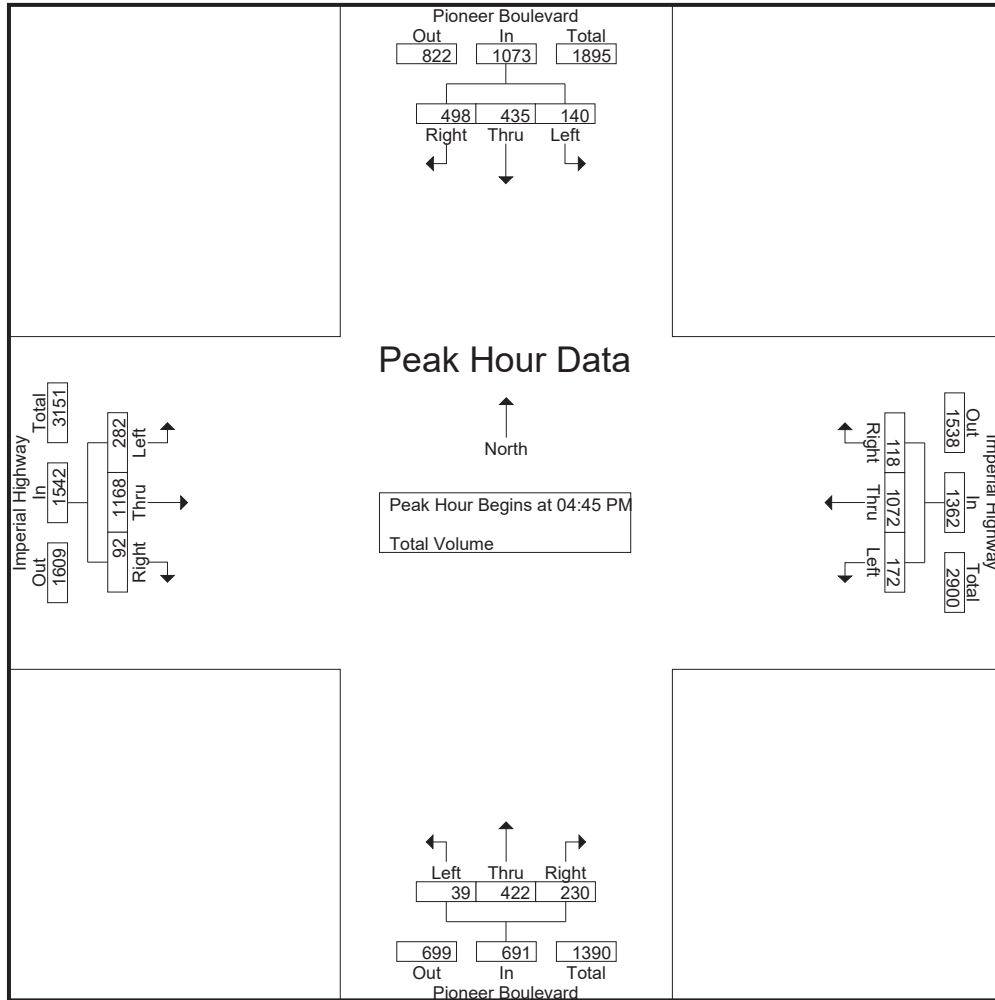 Pioneer Boulevard
Out In Total
822 1073 1895
498 435 140
Right Thru Left
Peak Hour Data
North
Peak Hour Begins at 04:45 PM
Total Volume
Imperial Highway
Total In Out
3151 1542 1609
282 1168 92
Left Thru Right
Imperial Highway
Out In Total
1538 1362 2900
118 1072 172
Right Thru Left
Left Thru Right
39 422 230
699 691 1390
Out In Total
Pioneer Boulevard